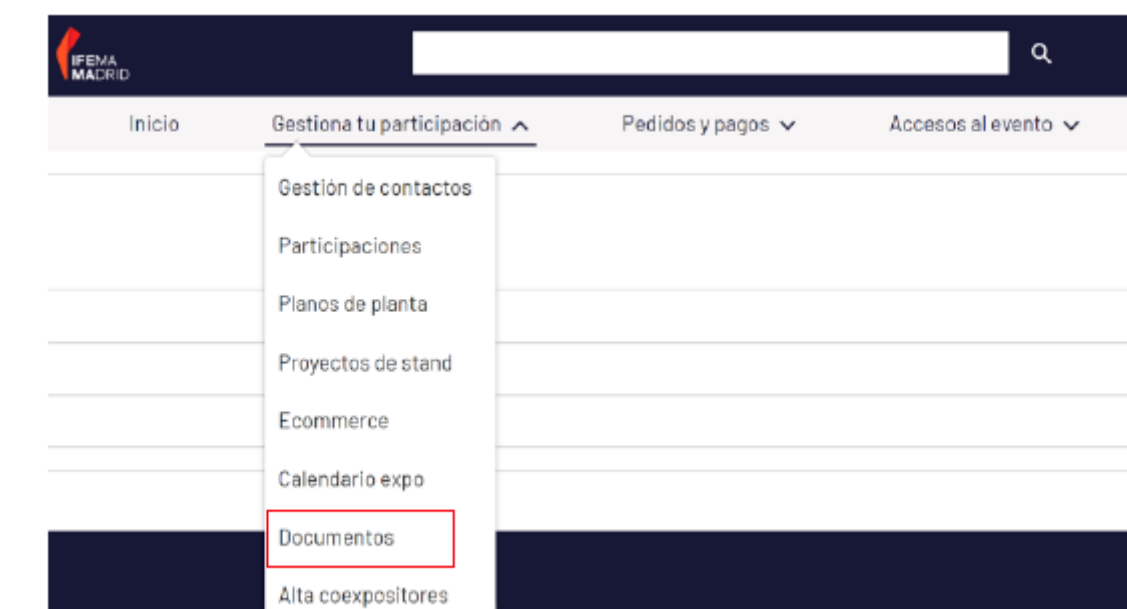 IFEMA
MADRID
Inicio Gestiona tu participación Pedidos y pagos Accesos al evento
Gestión de contactos
Participaciones
Planos de planta
Proyectos de stand
Ecommerce
Calendario expo
Documentos
Alta coexpositores